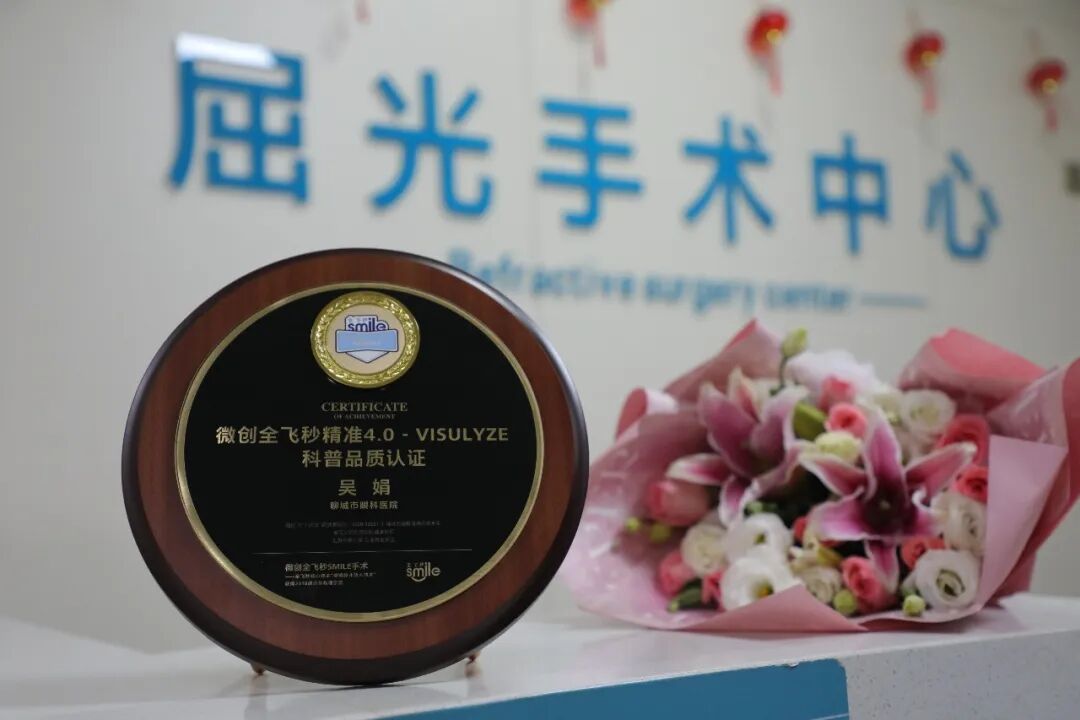 屈光手术中心
Refractive surgery center
smile
CERTIFICATE
OF ACHIEVEMENT
微创全飞秒精准4.0 - VISULYZE
科普品质认证
吴 娟
聊城市眼科医院
微创全飞秒SMILE手术
smile